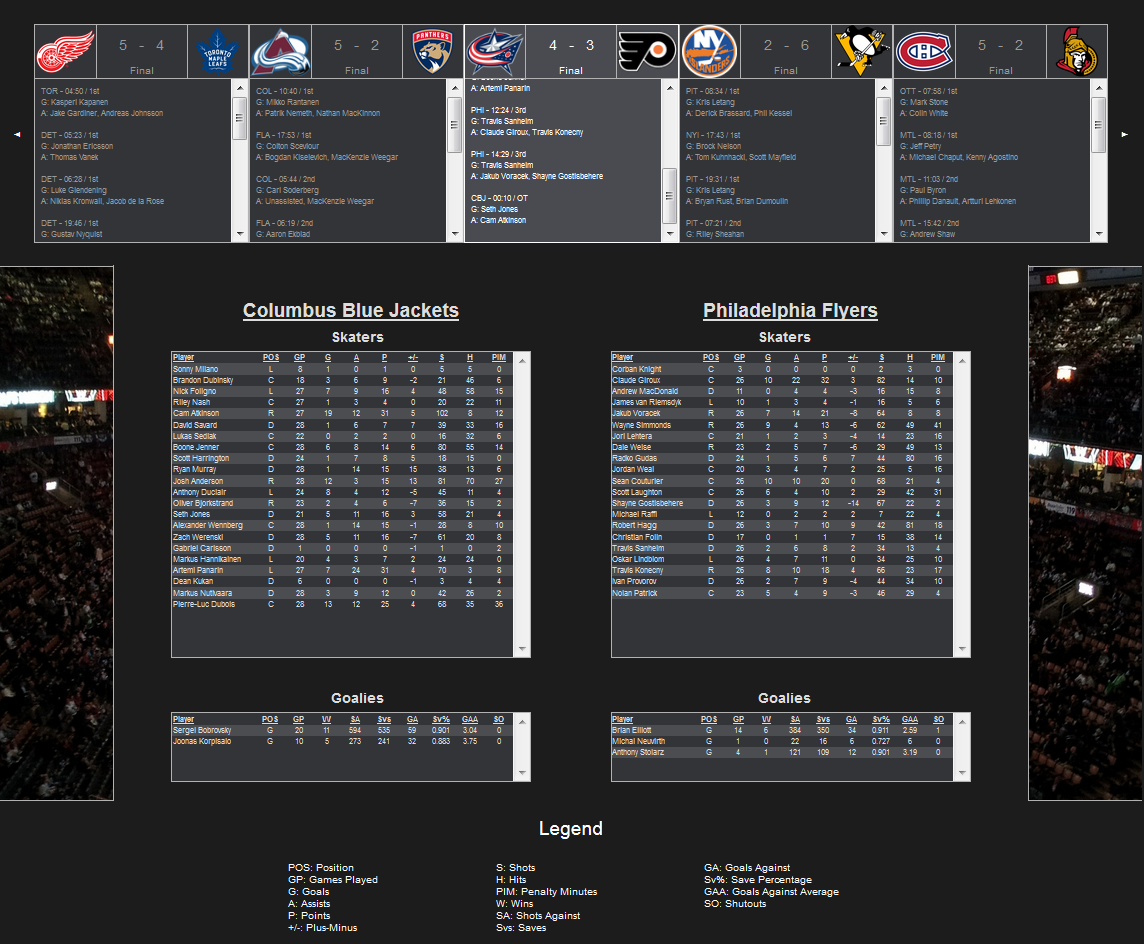 5 - 4
Final
TORONTO MAPLE LEAFS
5 - 2
Final
PANTHERS
4 - 3
Final
NY ISLANDERS
2 - 6
Final
5 - 2
Final
TOR - 04:50 / 1st
G: Kasperi Kapanen
A: Jake Gardiner, Andreas Johnsson
DET - 05:23 / 1st
G: Jonathan Ericsson
A: Thomas Vanek
DET - 06:28 / 1st
G: Luke Glendening
A: Niklas Kronwall, Jacob de la Rose
DET - 19:46 / 1st
G: Gustav Nyquist
COL - 10:40 / 1st
G: Mikko Rantanen
A: Patrik Nemeth, Nathan MacKinnon
FLA - 17:53 / 1st
G: Colton Sceviour
A: Bogdan Kiselevich, MacKenzie Weegar
COL - 05:44 / 2nd
G: Carl Soderberg
A: Unassisted, MacKenzie Weegar
FLA - 06:19 / 2nd
G: Aaron Ekblad
A: Artemi Panarin
PHI - 12:24 / 3rd
G: Travis Sanheim
A: Claude Giroux, Travis Konecny
PHI - 14:29 / 3rd
G: Travis Sanheim
A: Jakub Voracek, Shayne Gostisbehere
CBJ - 00:10 / OT
G: Seth Jones
A: Cam Atkinson
PIT - 08:34 / 1st
G: Kris Letang
A: Derick Brassard, Phil Kessel
NYI - 17:43 / 1st
G: Brock Nelson
A: Tom Kuhnhackl, Scott Mayfield
PIT - 19:31 / 1st
G: Kris Letang
A: Bryan Rust, Brian Dumoulin
PIT - 07:21 / 2nd
G: Riley Sheahan
OTT - 07:58 / 1st
G: Mark Stone
A: Colin White
MTL - 08:18 / 1st
G: Jeff Petry
A: Michael Chaput, Kenny Agostino
MTL - 11:03 / 2nd
G: Paul Byron
A: Phillip Danault, Artturi Lehkonen
MTL - 15:42 / 2nd
G: Andrew Shaw
Columbus Blue Jackets
Skaters
Player POS GP G A P +/- S H PIM
Sonny Milano L 8 1 0 1 0 5 5 0
Brandon Dubinsky C 18 3 6 9 -2 21 46 6
Nick Foligno L 27 7 9 16 4 48 58 15
Riley Nash C 27 1 3 4 0 20 22 11
Cam Atkinson R 27 19 12 31 5 102 8 12
David Savard D 28 1 6 7 7 39 33 16
Lukas Sedlak C 22 0 2 2 0 16 32 6
Boone Jenner C 28 6 8 14 6 80 55 14
Scott Harrington D 24 1 7 8 5 18 15 0
Ryan Murray D 28 1 14 15 15 38 13 6
Josh Anderson R 28 12 3 15 13 81 70 27
Anthony Duclair L 24 8 4 12 -5 45 11 4
Oliver Bjorkstrand R 23 2 4 6 -7 36 15 2
Seth Jones D 21 5 11 16 3 58 21 4
Alexander Wennberg C 28 1 14 15 -1 28 8 10
Zach Werenski D 28 5 11 16 -7 61 20 8
Gabriel Carlsson D 1 0 0 0 -1 1 0 2
Markus Hannikainen L 20 4 3 7 2 24 24 0
Artemi Panarin L 27 7 24 31 4 70 3 8
Dean Kukan D 6 0 0 0 -1 3 4 4
Markus Nutivaara D 28 3 9 12 0 42 26 2
Pierre-Luc Dubois C 28 13 12 25 4 68 35 36
Goalies
Player POS GP W SA Svs GA Sv% GAA SO
Sergei Bobrovsky G 20 11 594 535 59 0.901 3.04 0
Joonas Korpisalo G 10 5 273 241 32 0.883 3.75 0
Philadelphia Flyers
Skaters
Player POS GP G A P +/- S H PIM
Corban Knight C 3 0 0 0 0 2 3 0
Claude Giroux C 26 10 22 32 3 82 14 10
Andrew MacDonald D 11 0 4 4 -3 16 15 8
James van Riemsdyk L 10 1 3 4 -1 16 5 6
Jakub Voracek R 26 7 14 21 -8 64 8 8
Wayne Simmonds R 26 9 4 13 -6 62 49 41
Jori Lehtera C 21 1 2 3 -4 14 23 16
Dale Weise R 23 2 5 7 -6 29 49 13
Radko Gudas D 24 1 5 6 7 44 80 16
Jordan Weal C 20 3 4 7 2 25 5 16
Sean Couturier C 26 10 10 20 0 68 21 4
Scott Laughton C 26 6 4 10 2 29 42 31
Shayne Gostisbehere D 26 3 9 12 -14 67 22 2
Michael Raffl L 12 0 2 2 2 7 22 4
Robert Hagg D 26 3 7 10 9 42 81 18
Christian Folin D 17 0 1 1 7 15 38 14
Travis Sanheim D 26 2 6 8 2 34 13 4
Oskar Lindblom L 26 4 7 11 0 34 25 10
Travis Konecny R 26 8 10 18 4 66 23 17
Ivan Provorov D 26 2 7 9 -4 44 34 10
Nolan Patrick C 23 5 4 9 -3 46 29 4
Goalies
Player POS GP W SA Svs GA Sv% GAA SO
Brian Elliott G 14 6 384 350 34 0.911 2.59 1
Michal Neuvirth G 1 0 22 16 6 0.727 6 0
Anthony Stolarz G 4 1 121 109 12 0.901 3.19 0
Legend
POS: Position
GP: Games Played
G: Goals
A: Assists
P: Points
+/-: Plus-Minus
S: Shots
H: Hits
PIM: Penalty Minutes
W: Wins
SA: Shots Against
Svs: Saves
GA: Goals Against
Sv%: Save Percentage
GAA: Goals Against Average
SO: Shutouts